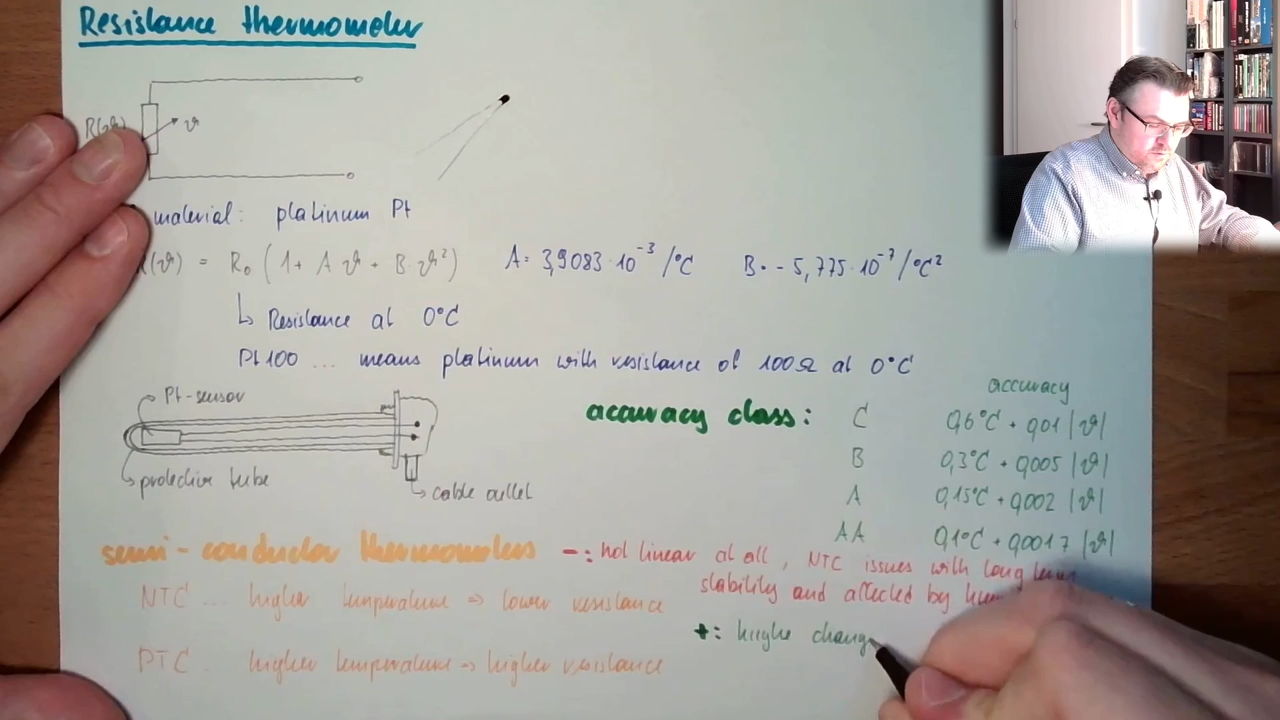 Resistance thermometer
R(ϑ) ϑ
material: platinum Pt
(ϑ) = R₀ (1 + A ϑ + B·ϑ²) A = 3,9083·10⁻³ /°C B = -5,775·10⁻⁷ /°C²
↳ Resistance at 0°C
Pt100 ... means platinum with resistance of 100Ω at 0°C
accuracy
Pt-sensor
accuracy class: C 0,6°C + 0,01 |ϑ|
B 0,3°C + 0,005 |ϑ|
protective tube
cable outlet
A 0,15°C + 0,002 |ϑ|
AA 0,1°C + 0,0017 |ϑ|
semi-conductor thermometers -: not linear at all, NTC issues with long term
stability and affected by
NTC ... higher temperature ⇒ lower resistance
+: highe chang
PTC .. higher temperature ⇒ higher resistance